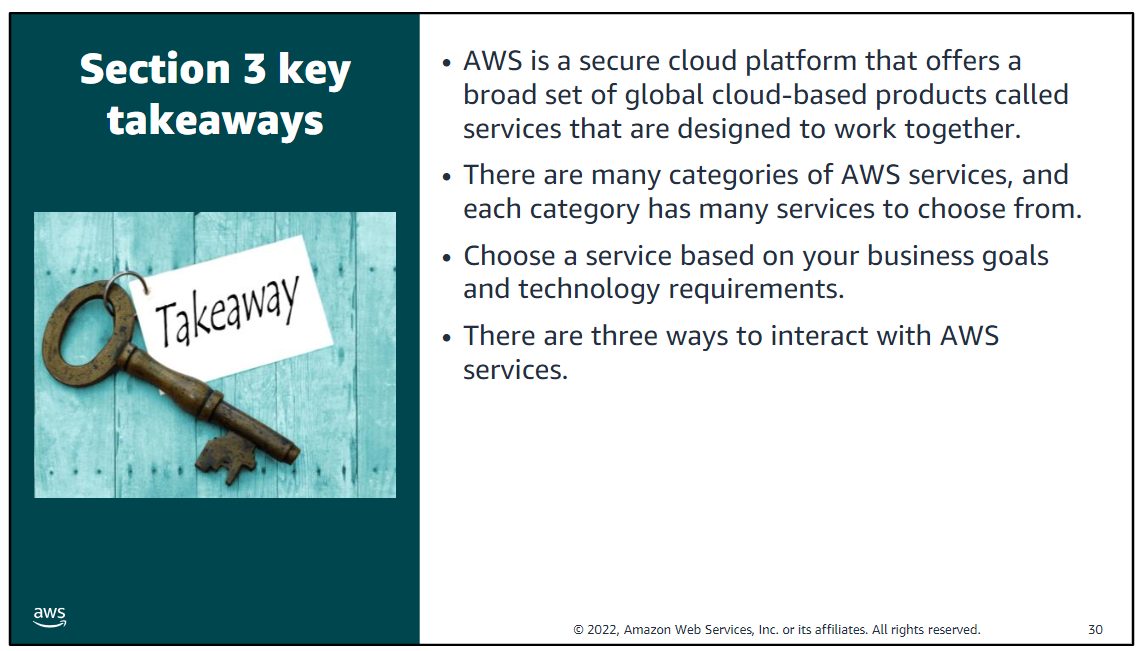 Section 3 key
takeaways
Takeaway
aws
• AWS is a secure cloud platform that offers a
broad set of global cloud-based products called
services that are designed to work together.
• There are many categories of AWS services, and
each category has many services to choose from.
• Choose a service based on your business goals
and technology requirements.
• There are three ways to interact with AWS
services.
© 2022, Amazon Web Services, Inc. or its affiliates. All rights reserved.
30